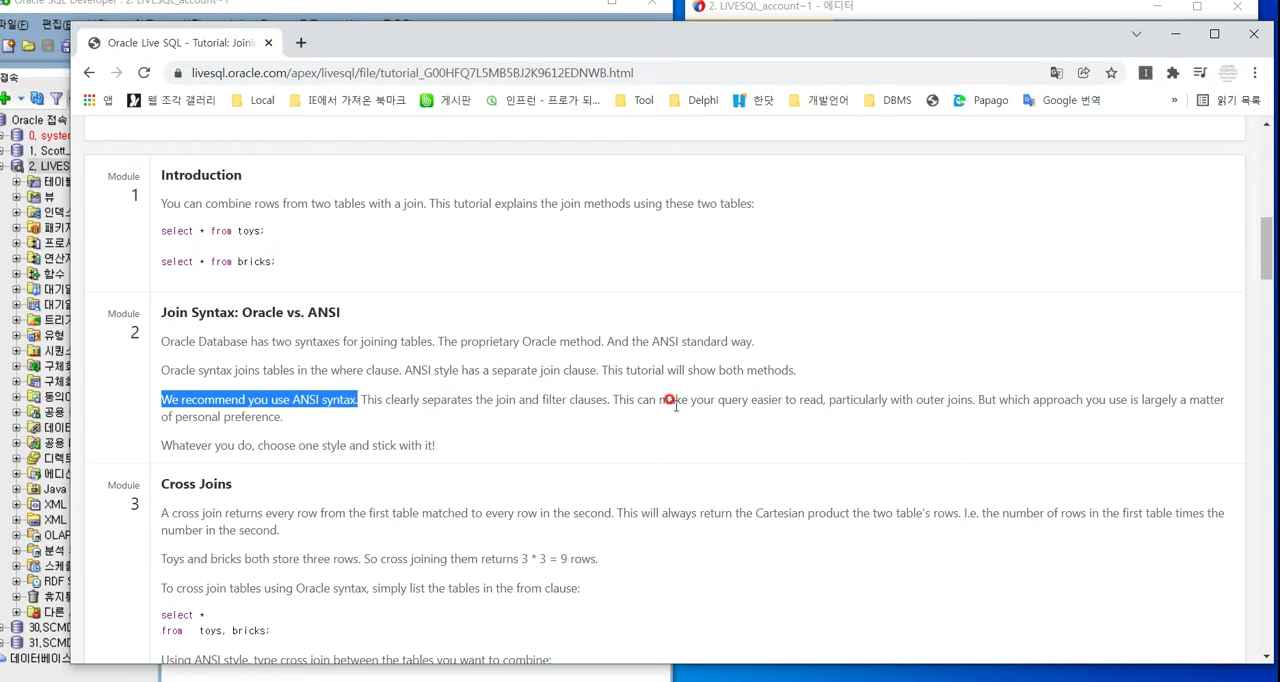 Oracle SQL Developer : 2. LIVESQL_account~1
2. LIVESQL_account~1 - 에디터
파일(F) 편집(E)
Oracle Live SQL - Tutorial: Joinin
livesql.oracle.com/apex/livesql/file/tutorial_G00HFQ7L5MB5BJ2K9612EDNWB.html
앱 웹 조각 갤러리 Local IE에서 가져온 북마크 게시판 인프런 - 프로가 되... Tool Delphi 한닷 개발언어 DBMS Papago Google 번역 » 읽기 목록
접속
Oracle 접속
0, system
1, Scott_
2, LIVES
테이블
뷰
인덱스
패키지
프로시
연산자
함수
대기열
대기열
트리거
유형
시퀀스
구체화
구체화
동의어
공용
데이터
공용
디렉토
에디션
Java
XML
XML
OLAP
분석
스케줄
RDF S
휴지통
다른
30,SCMD
31,SCMD
데이터베이스
Module
1
Introduction
You can combine rows from two tables with a join. This tutorial explains the join methods using these two tables:
select * from toys;
select * from bricks;
Module
2
Join Syntax: Oracle vs. ANSI
Oracle Database has two syntaxes for joining tables. The proprietary Oracle method. And the ANSI standard way.
Oracle syntax joins tables in the where clause. ANSI style has a separate join clause. This tutorial will show both methods.
We recommend you use ANSI syntax. This clearly separates the join and filter clauses. This can make your query easier to read, particularly with outer joins. But which approach you use is largely a matter
of personal preference.
Whatever you do, choose one style and stick with it!
Module
3
Cross Joins
A cross join returns every row from the first table matched to every row in the second. This will always return the Cartesian product the two table's rows. I.e. the number of rows in the first table times the
number in the second.
Toys and bricks both store three rows. So cross joining them returns 3 * 3 = 9 rows.
To cross join tables using Oracle syntax, simply list the tables in the from clause:
select *
from toys, bricks;
Using ANSI style, type cross join between the tables you want to combine: